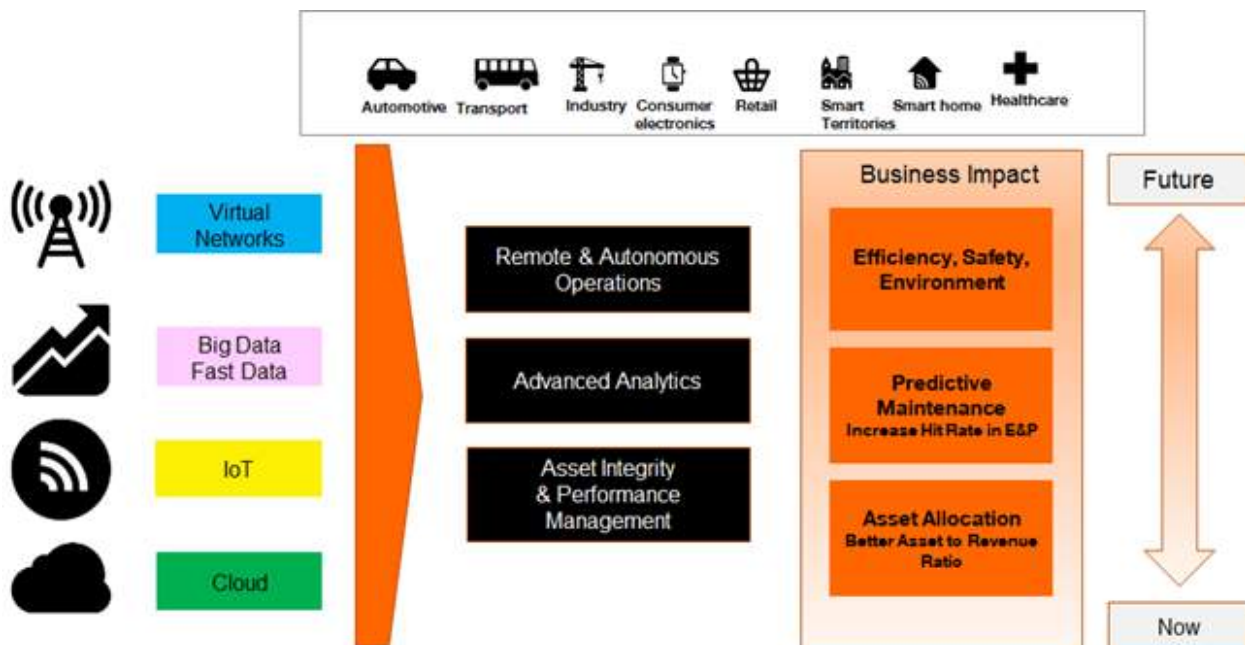 Automotive
Transport
Industry
Consumer
electronics
Retail
Smart
Territories
Smart home
Healthcare
Virtual
Networks
Big Data
Fast Data
IoT
Cloud
Remote & Autonomous
Operations
Advanced Analytics
Asset Integrity
& Performance
Management
Business Impact
Efficiency, Safety,
Environment
Predictive
Maintenance
Increase Hit Rate in E&P
Asset Allocation
Better Asset to Revenue
Ratio
Future
Now